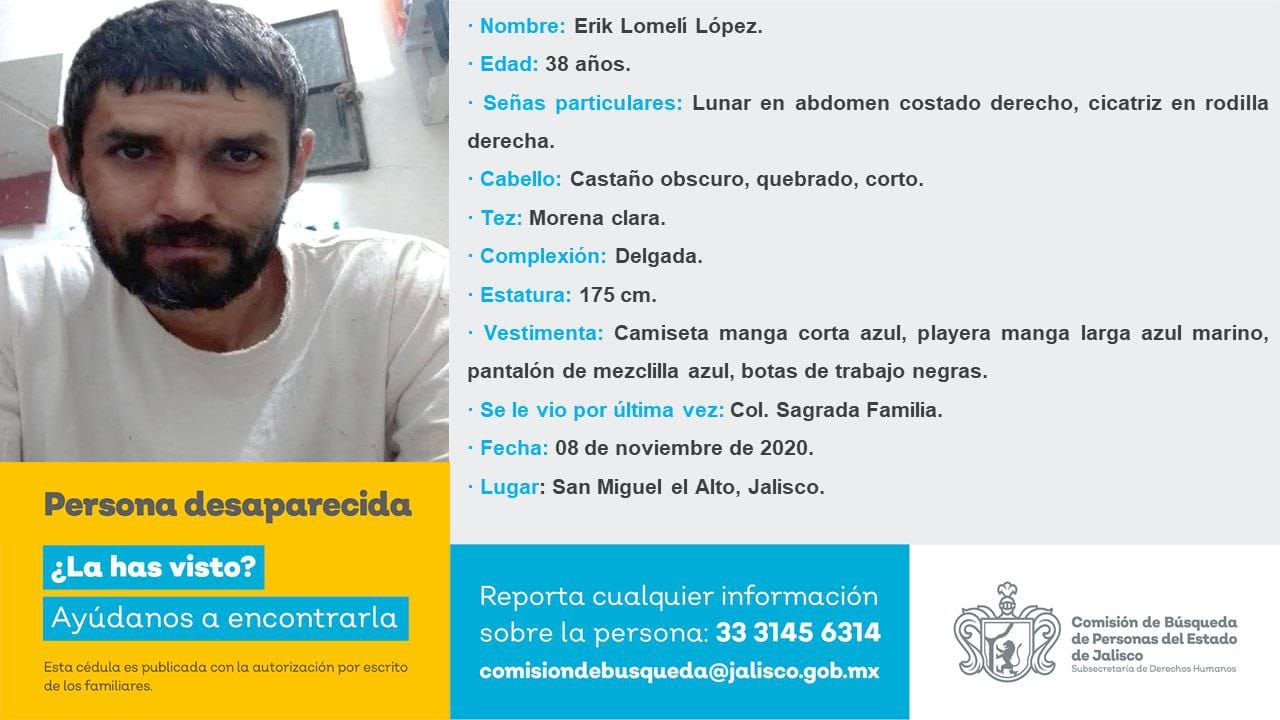 · Nombre: Erik Lomelí López.
· Edad: 38 años.
· Señas particulares: Lunar en abdomen costado derecho, cicatriz en rodilla
derecha.
· Cabello: Castaño obscuro, quebrado, corto.
· Tez: Morena clara.
· Complexión: Delgada.
· Estatura: 175 cm.
· Vestimenta: Camiseta manga corta azul, playera manga larga azul marino,
pantalón de mezclilla azul, botas de trabajo negras.
· Se le vio por última vez: Col. Sagrada Familia.
· Fecha: 08 de noviembre de 2020.
· Lugar: San Miguel el Alto, Jalisco.
Persona desaparecida
¿La has visto?
Ayúdanos a encontrarla
Esta cédula es publicada con la autorización por escrito
de los familiares.
Reporta cualquier información
sobre la persona: 33 3145 6314
comisiondebusqueda@jalisco.gob.mx
Comisión de Búsqueda
de Personas del Estado
de Jalisco
Subsecretaría de Derechos Humanos